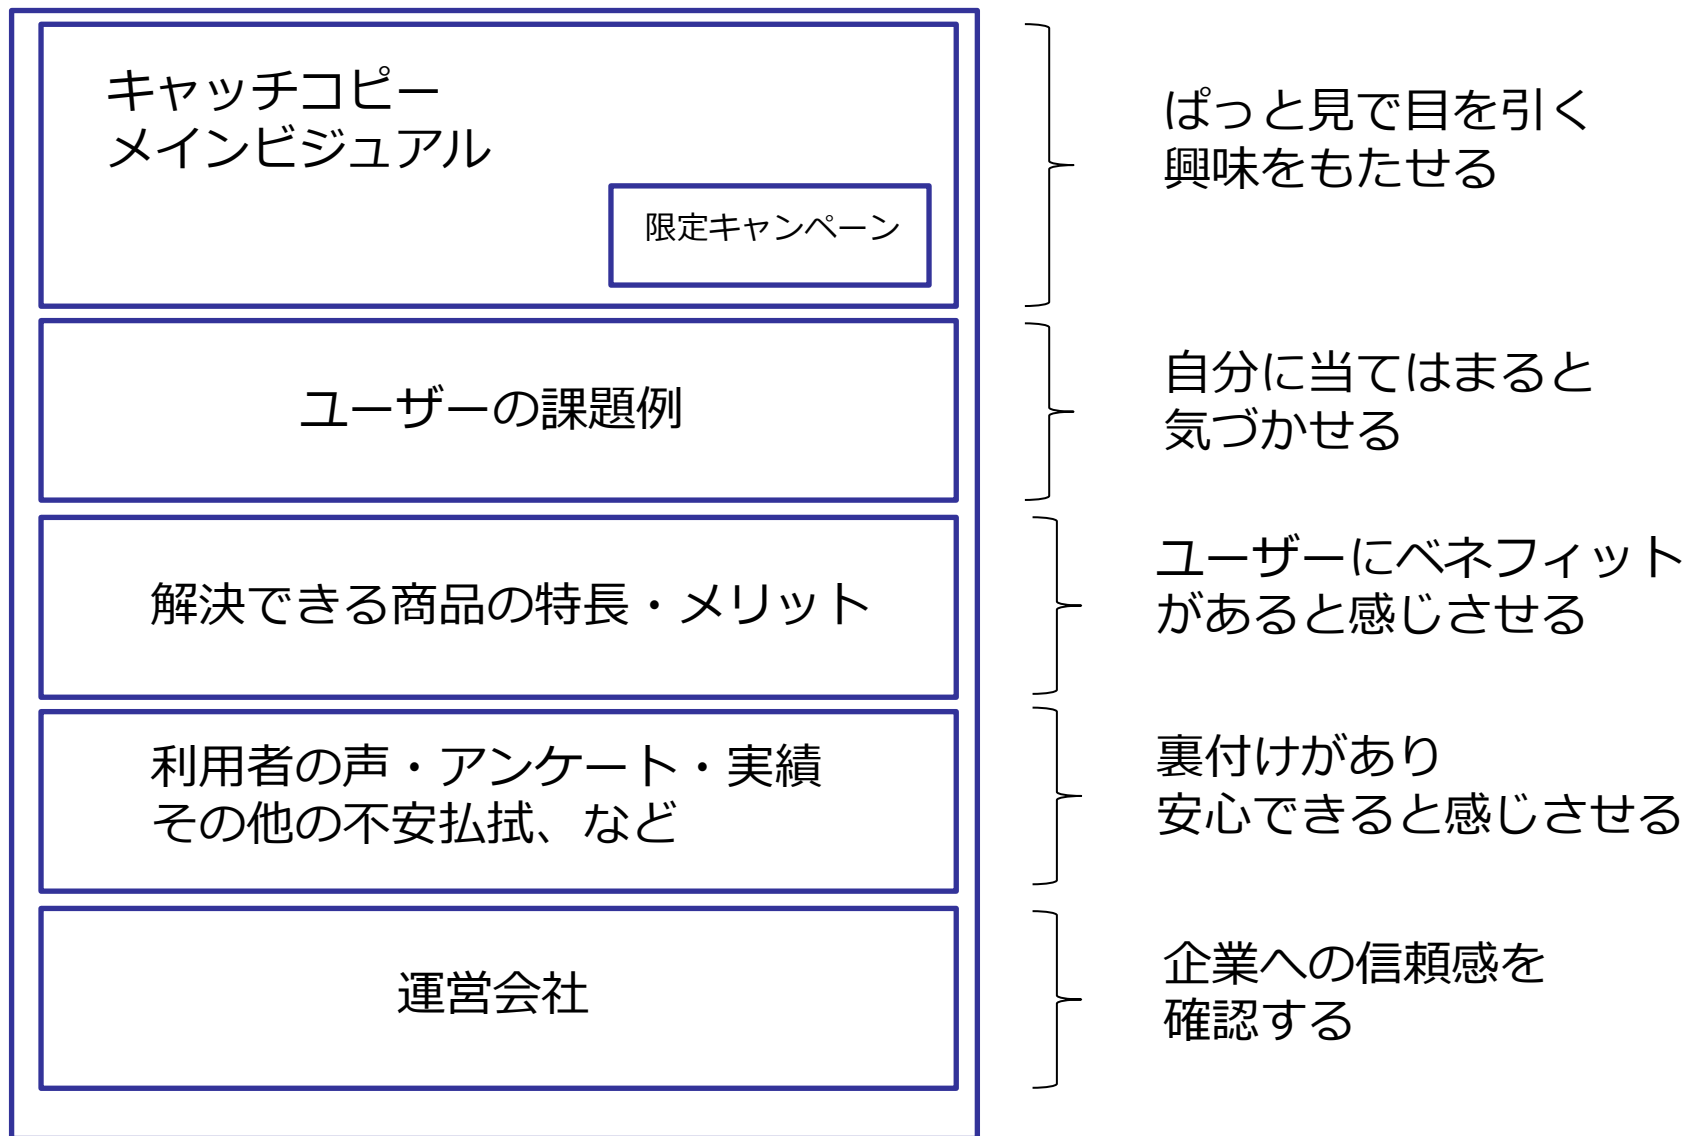 キャッチコピー
メインビジュアル
限定キャンペーン
ぱっと見で目を引く
興味をもたせる
ユーザーの課題例
自分に当てはまると
気づかせる
解決できる商品の特長・メリット
ユーザーにベネフィット
があると感じさせる
利用者の声・アンケート・実績
その他の不安払拭、など
裏付けがあり
安心できると感じさせる
運営会社
企業への信頼感を
確認する